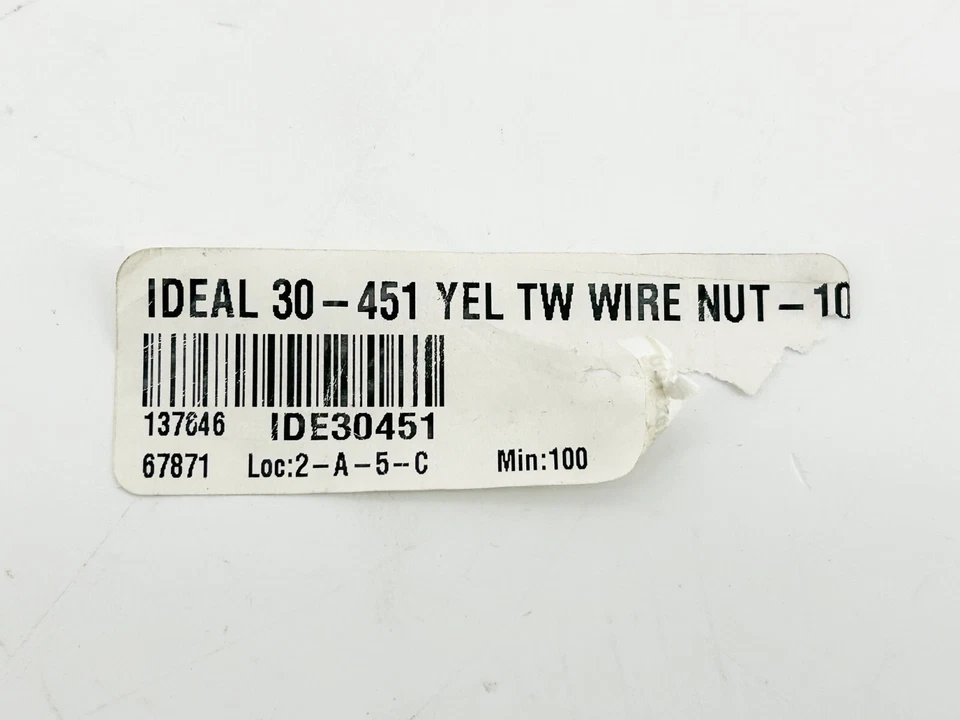 IDEAL 30-451 YEL TW WIRE NUT-10
137646 IDE30451
67871 Loc:2-A-5-C Min:100